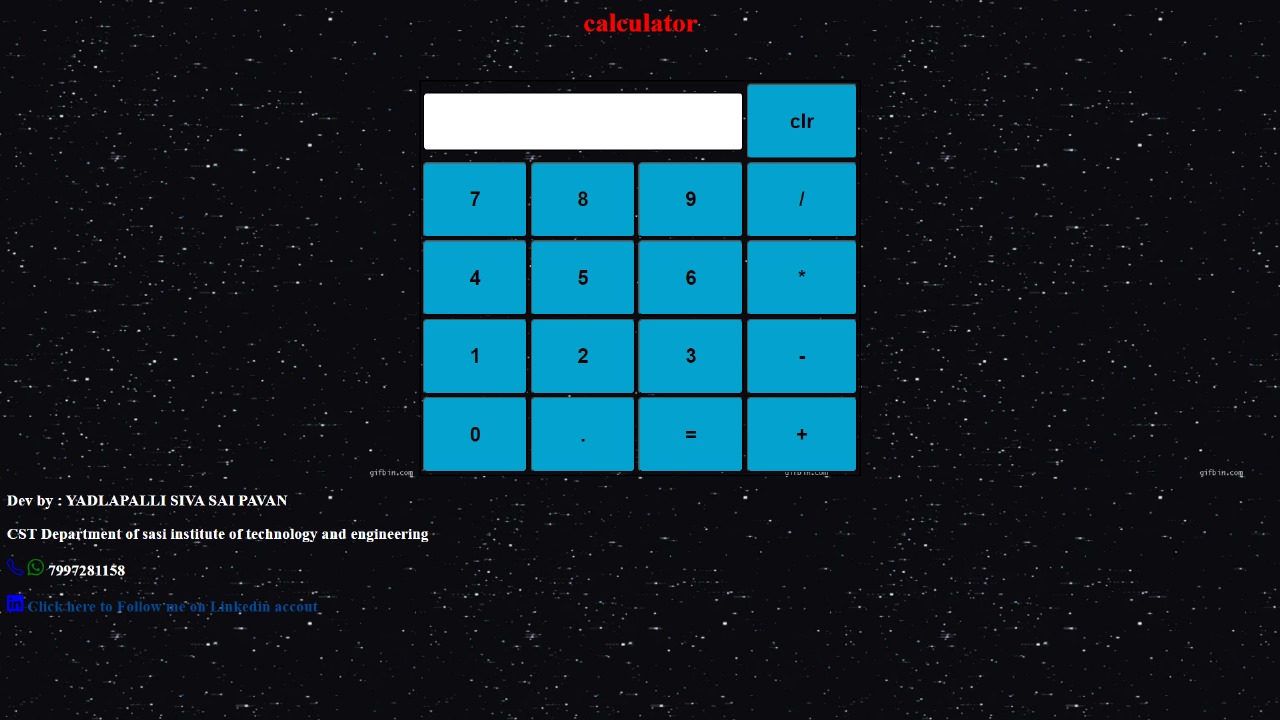 calculator
clr
7 8 9 /
4 5 6 *
1 2 3 -
0 . = +
gifbin.com gifbin.com gifbin.com
Dev by : YADLAPALLI SIVA SAI PAVAN
CST Department of sasi institute of technology and engineering
7997281158
in Click here to Follow me on Linkedin accout